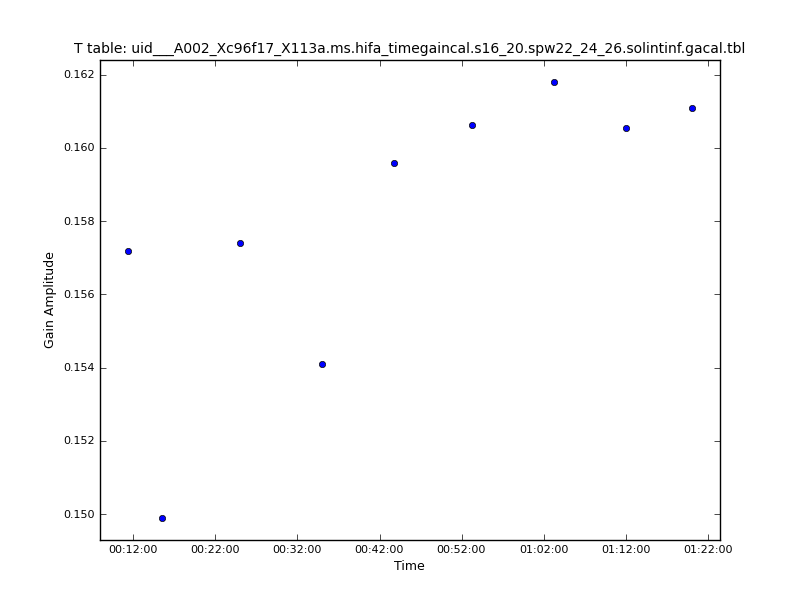 T table: uid___A002_Xc96f17_X113a.ms.hifa_timegaincal.s16_20.spw22_24_26.solintinf.gacal.tbl
0.162
0.160
0.158
0.156
0.154
0.152
0.150
Gain Amplitude
00:12:00 00:22:00 00:32:00 00:42:00 00:52:00 01:02:00 01:12:00 01:22:00
Time